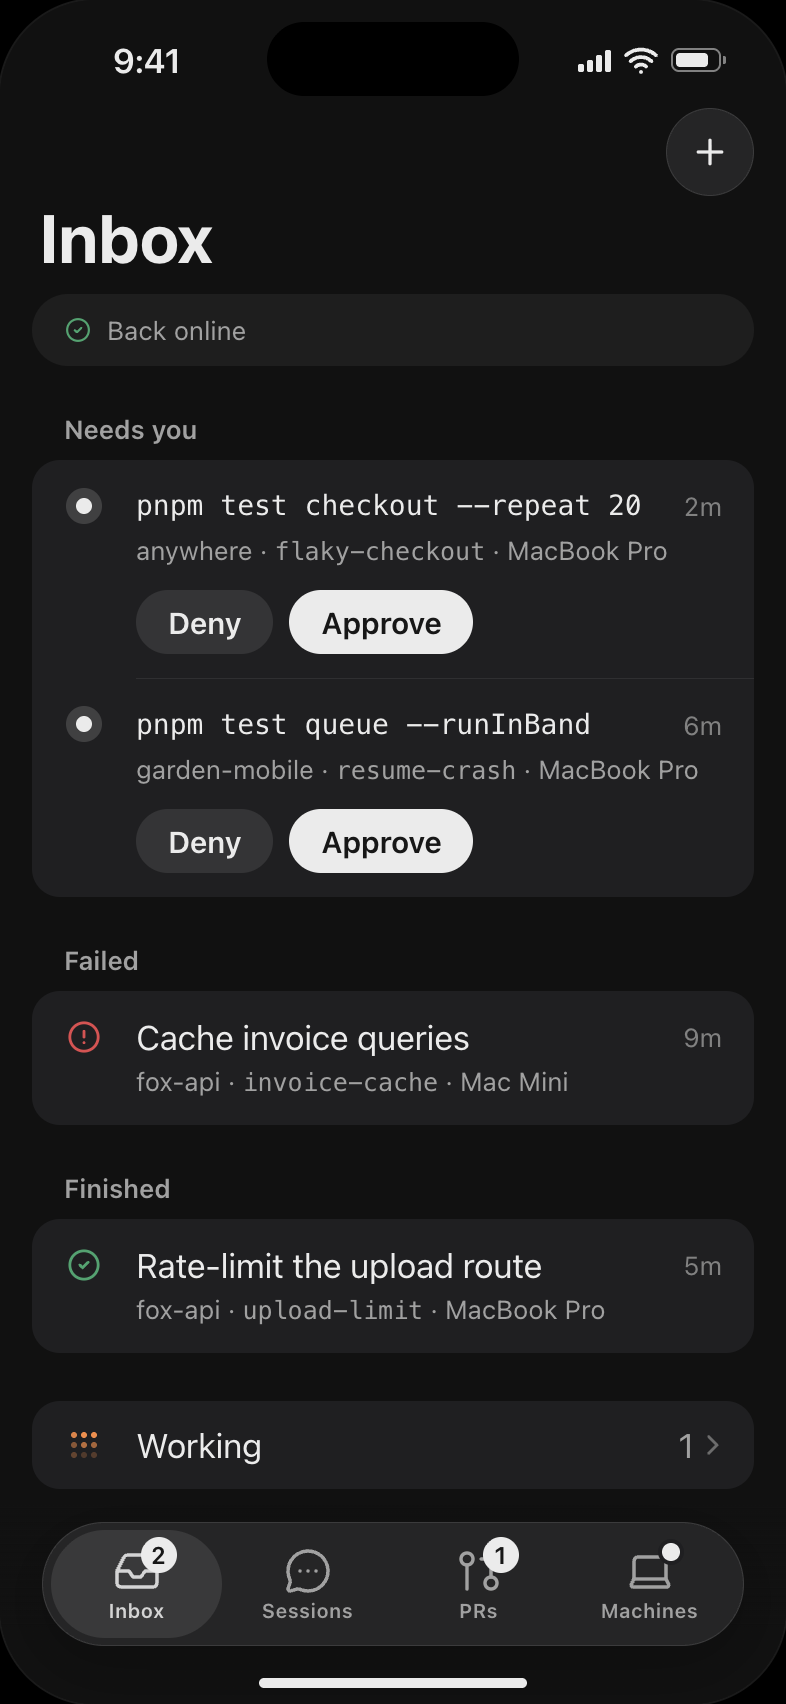 9:41
Inbox
Back online
Needs you
pnpm test checkout --repeat 20 2m
anywhere · flaky-checkout · MacBook Pro
Deny Approve
pnpm test queue --runInBand 6m
garden-mobile · resume-crash · MacBook Pro
Deny Approve
Failed
Cache invoice queries 9m
fox-api · invoice-cache · Mac Mini
Finished
Rate-limit the upload route 5m
fox-api · upload-limit · MacBook Pro
Working 1
2 1
Inbox Sessions PRs Machines